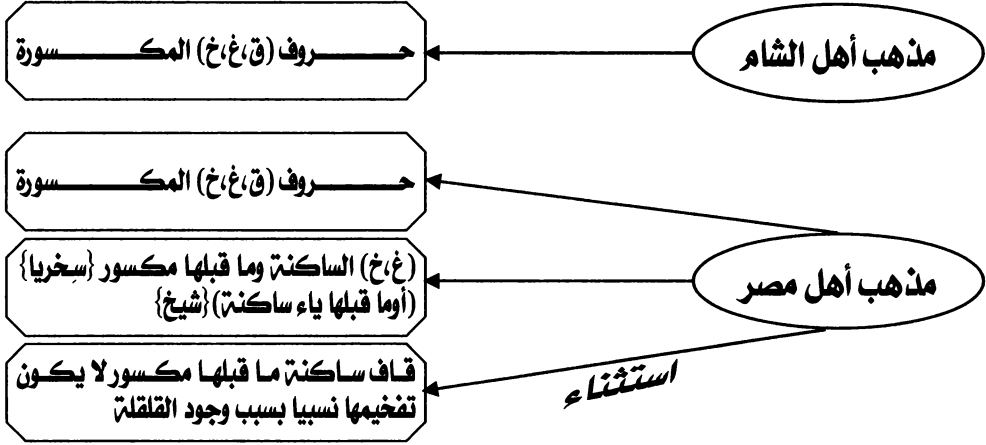 مذهب أهل الشام
حروف (ق،غ،خ) المكسورة
مذهب أهل مصر
حروف (ق،غ،خ) المكسورة
(غ،خ) الساكنة وما قبلها مكسور {سِخريا}
(أوما قبلها ياء ساكنة) {شيخ}
استثناء
قاف ساكنة ما قبلها مكسور لا يكون
تفخيمها نسبيا بسبب وجود القلقلة